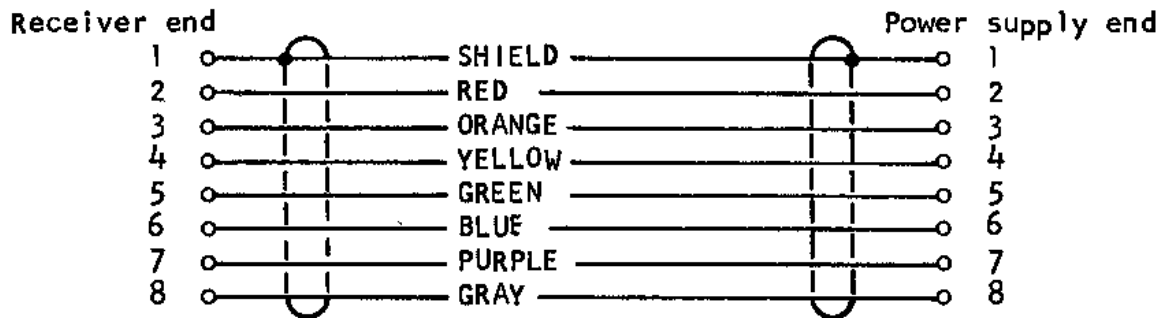 Receiver end Power supply end
1 SHIELD 1
2 RED 2
3 ORANGE 3
4 YELLOW 4
5 GREEN 5
6 BLUE 6
7 PURPLE 7
8 GRAY 8